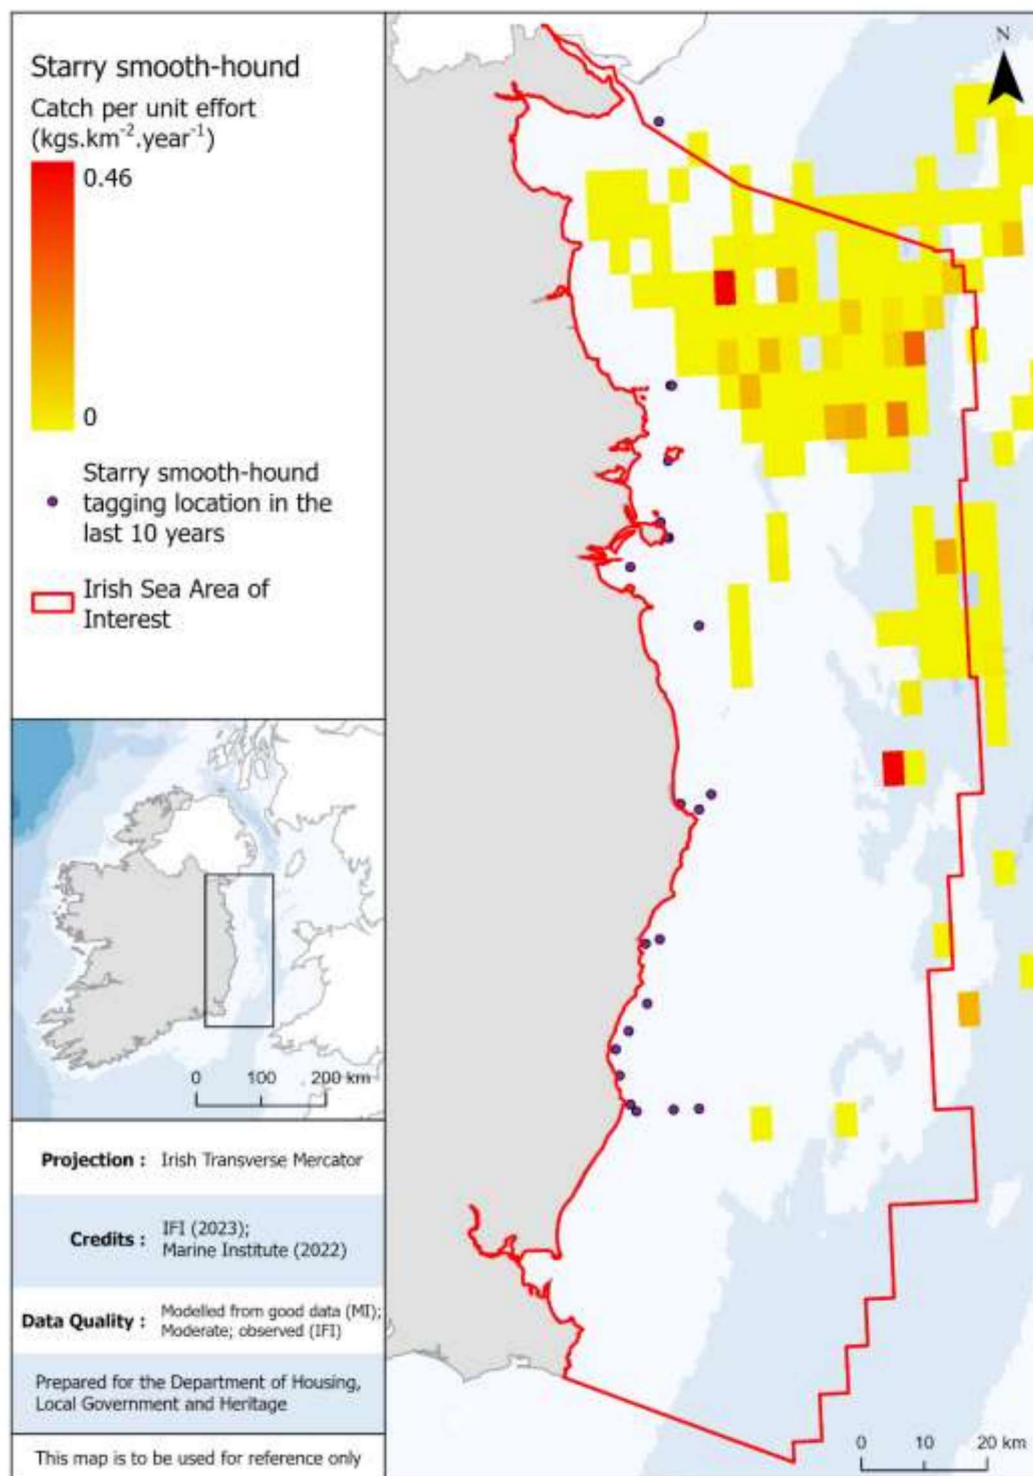 Starry smooth-hound
Catch per unit effort
(kgs.km⁻².year⁻¹)
0.46
0
Starry smooth-hound
tagging location in the
last 10 years
Irish Sea Area of
Interest
0 100 200 km
Projection : Irish Transverse Mercator
Credits : IFI (2023);
Marine Institute (2022)
Data Quality : Modelled from good data (MI);
Moderate; observed (IFI)
Prepared for the Department of Housing,
Local Government and Heritage
This map is to be used for reference only
N
0 10 20 km